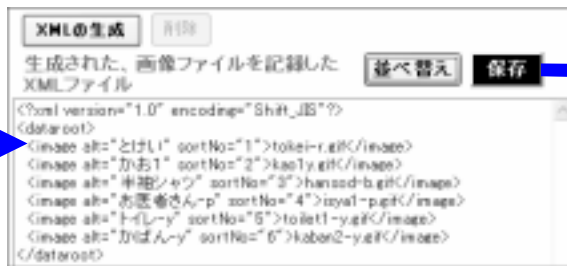 XMLの生成 削除
生成された、画像ファイルを記録した
XMLファイル
並べ替え 保存
<?xml version="1.0" encoding="Shift_JIS"?>
<dataroot>
<image alt="とけい" sortNo="1">tokei-r.gif</image>
<image alt="かお1" sortNo="2">kao1y.gif</image>
<image alt="半袖シャツ" sortNo="3">hansod-b.gif</image>
<image alt="お医者さん-p" sortNo="4">isya1-p.gif</image>
<image alt="トイレ-y" sortNo="5">toilet1-y.gif</image>
<image alt="かばん-y" sortNo="6">kaban2-y.gif</image>
</dataroot>